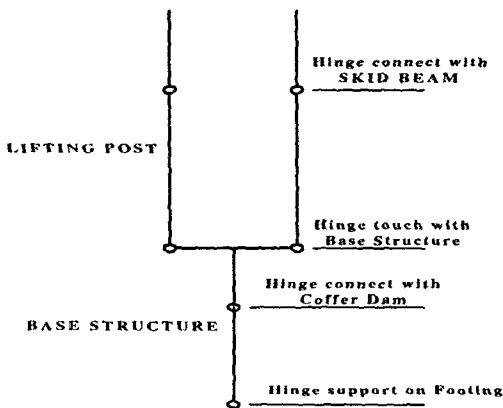 Hinge connect with
SKID BEAM
LIFTING POST
Hinge touch with
Base Structure
Hinge connect with
Coffer Dam
BASE STRUCTURE
Hinge support on Footing